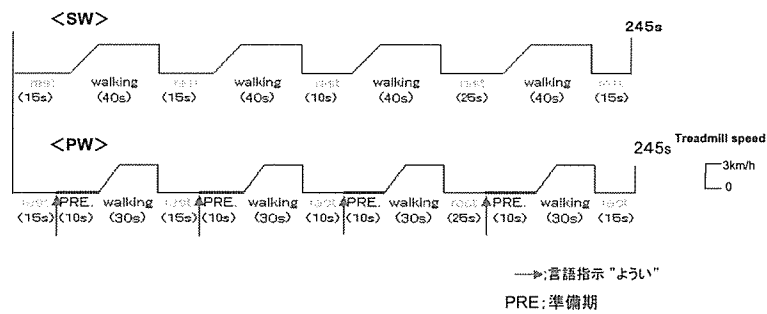 <SW>
245s
rest walking rest walking rest walking rest walking rest
(15s) (40s) (15s) (40s) (10s) (40s) (25s) (40s) (15s)
<PW>
245s
Treadmill speed
3km/h
0
rest PRE. walking rest PRE. walking rest PRE. walking rest PRE. walking rest
(15s) (10s) (30s) (15s) (10s) (30s) (10s) (10s) (30s) (25s) (10s) (30s) (15s)
;言語指示 "ようい"
PRE;準備期